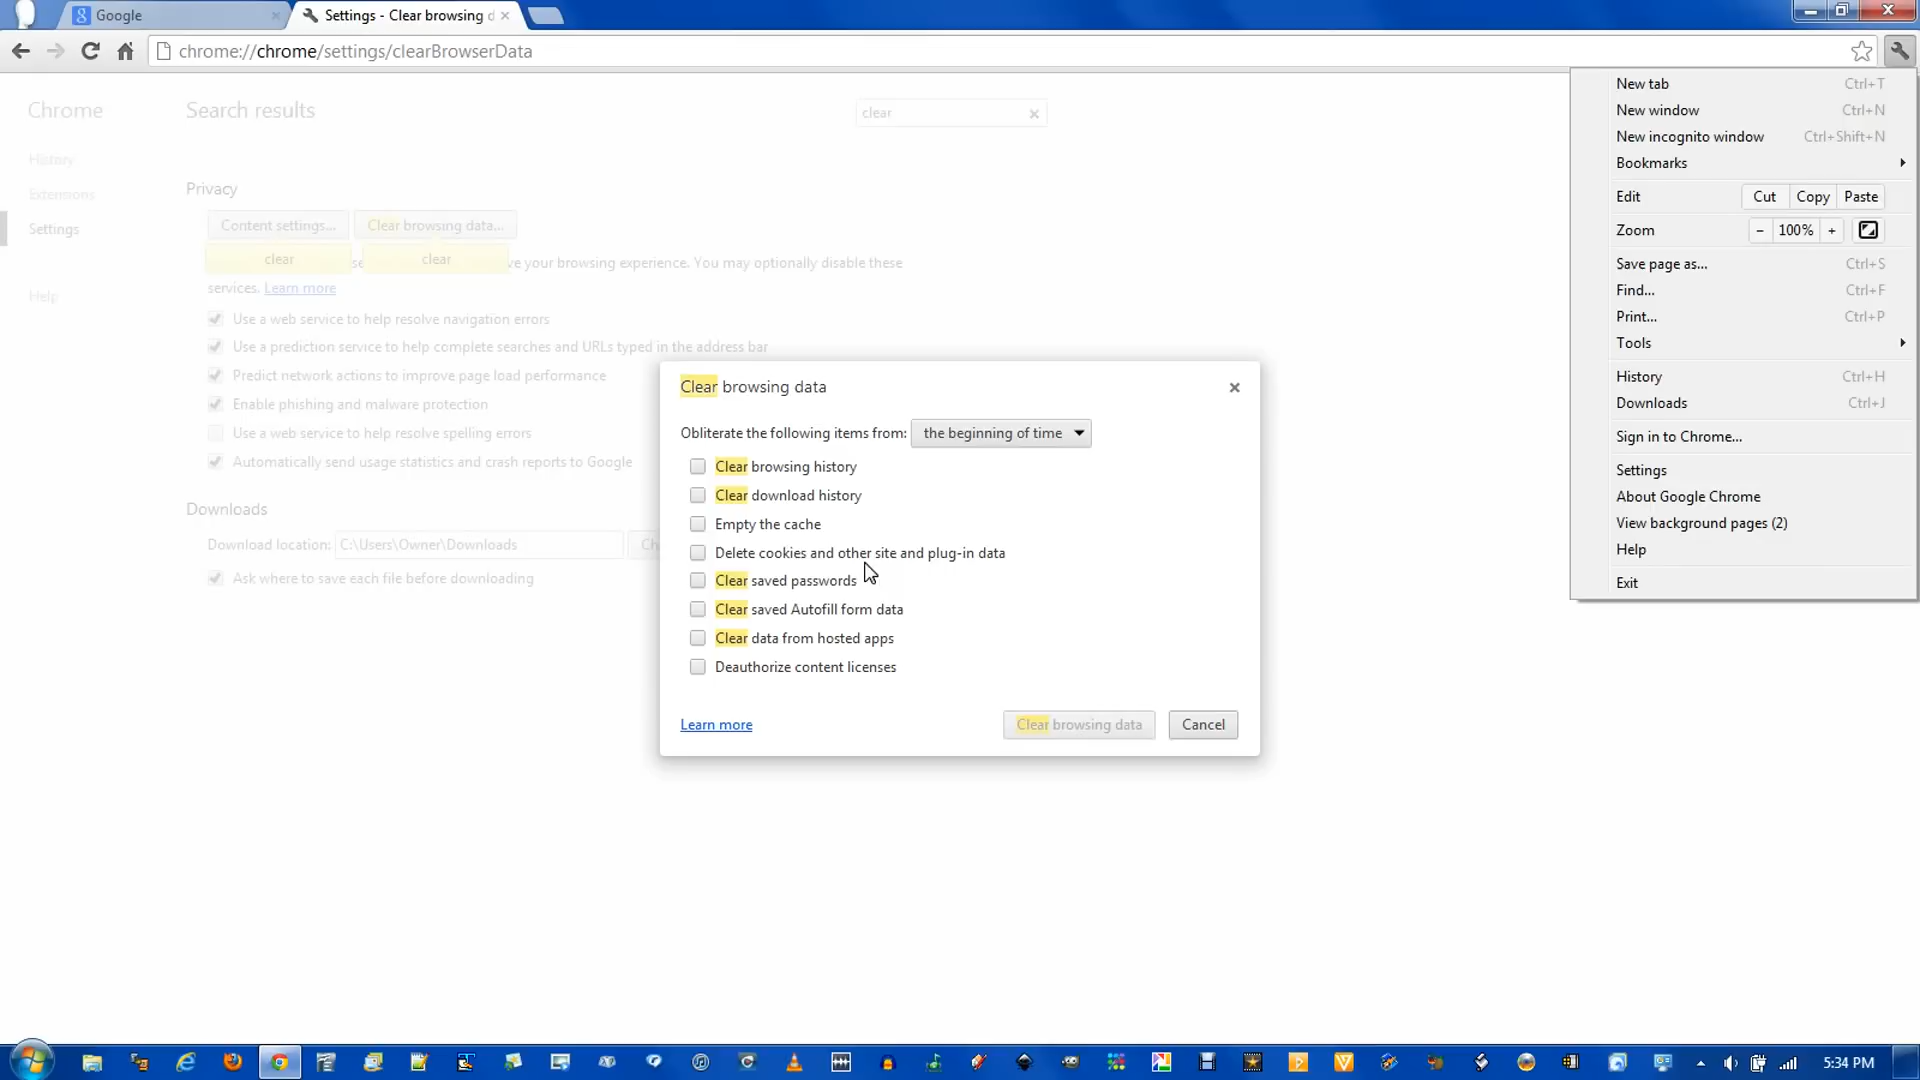 Google
Settings - Clear browsing d
chrome://chrome/settings/clearBrowserData
Chrome
Search results
clear
History
Extensions
Settings
Help
Privacy
Content settings...
Clear browsing data...
clear
clear
ve your browsing experience. You may optionally disable these
services. Learn more
Use a web service to help resolve navigation errors
Use a prediction service to help complete searches and URLs typed in the address bar
Predict network actions to improve page load performance
Enable phishing and malware protection
Use a web service to help resolve spelling errors
Automatically send usage statistics and crash reports to Google
Downloads
Download location: C:\Users\Owner\Downloads
Ask where to save each file before downloading
Clear browsing data
Obliterate the following items from: the beginning of time
Clear browsing history
Clear download history
Empty the cache
Delete cookies and other site and plug-in data
Clear saved passwords
Clear saved Autofill form data
Clear data from hosted apps
Deauthorize content licenses
Learn more
Clear browsing data
Cancel
New tab Ctrl+T
New window Ctrl+N
New incognito window Ctrl+Shift+N
Bookmarks
Edit Cut Copy Paste
Zoom − 100% +
Save page as... Ctrl+S
Find... Ctrl+F
Print... Ctrl+P
Tools
History Ctrl+H
Downloads Ctrl+J
Sign in to Chrome...
Settings
About Google Chrome
View background pages (2)
Help
Exit
5:34 PM